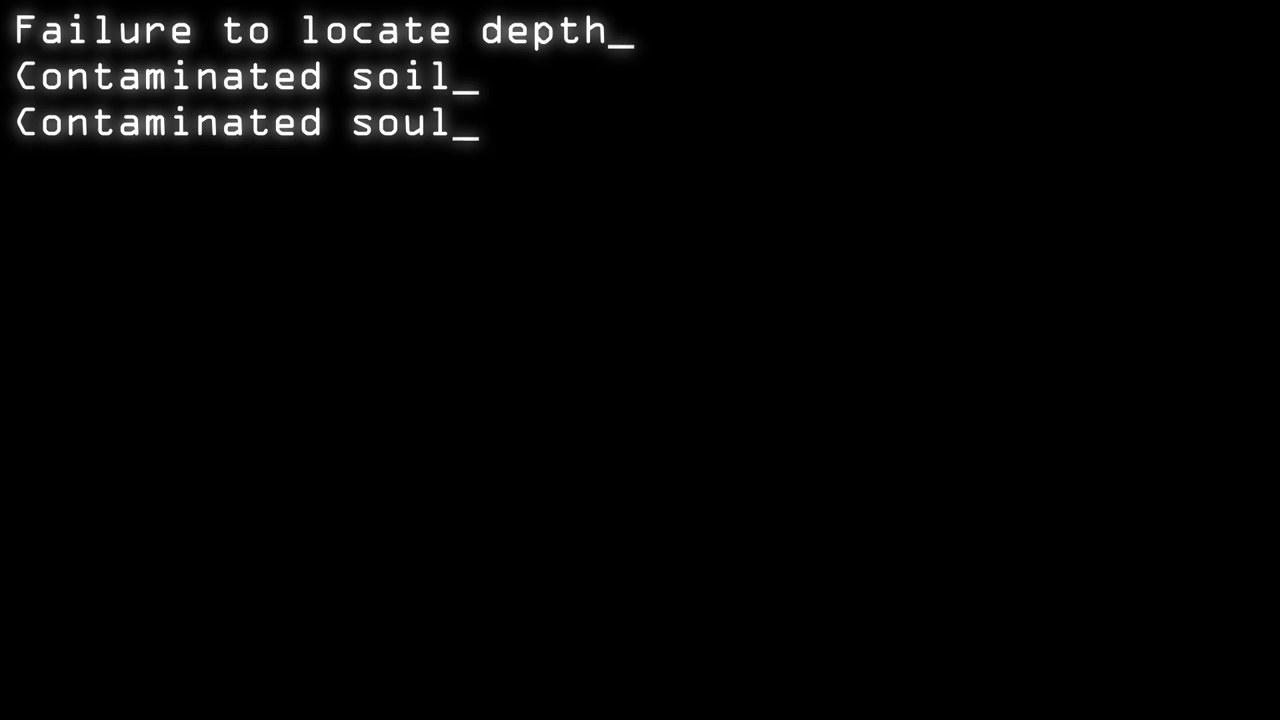 Failure to locate depth_
Contaminated soil_
Contaminated soul_